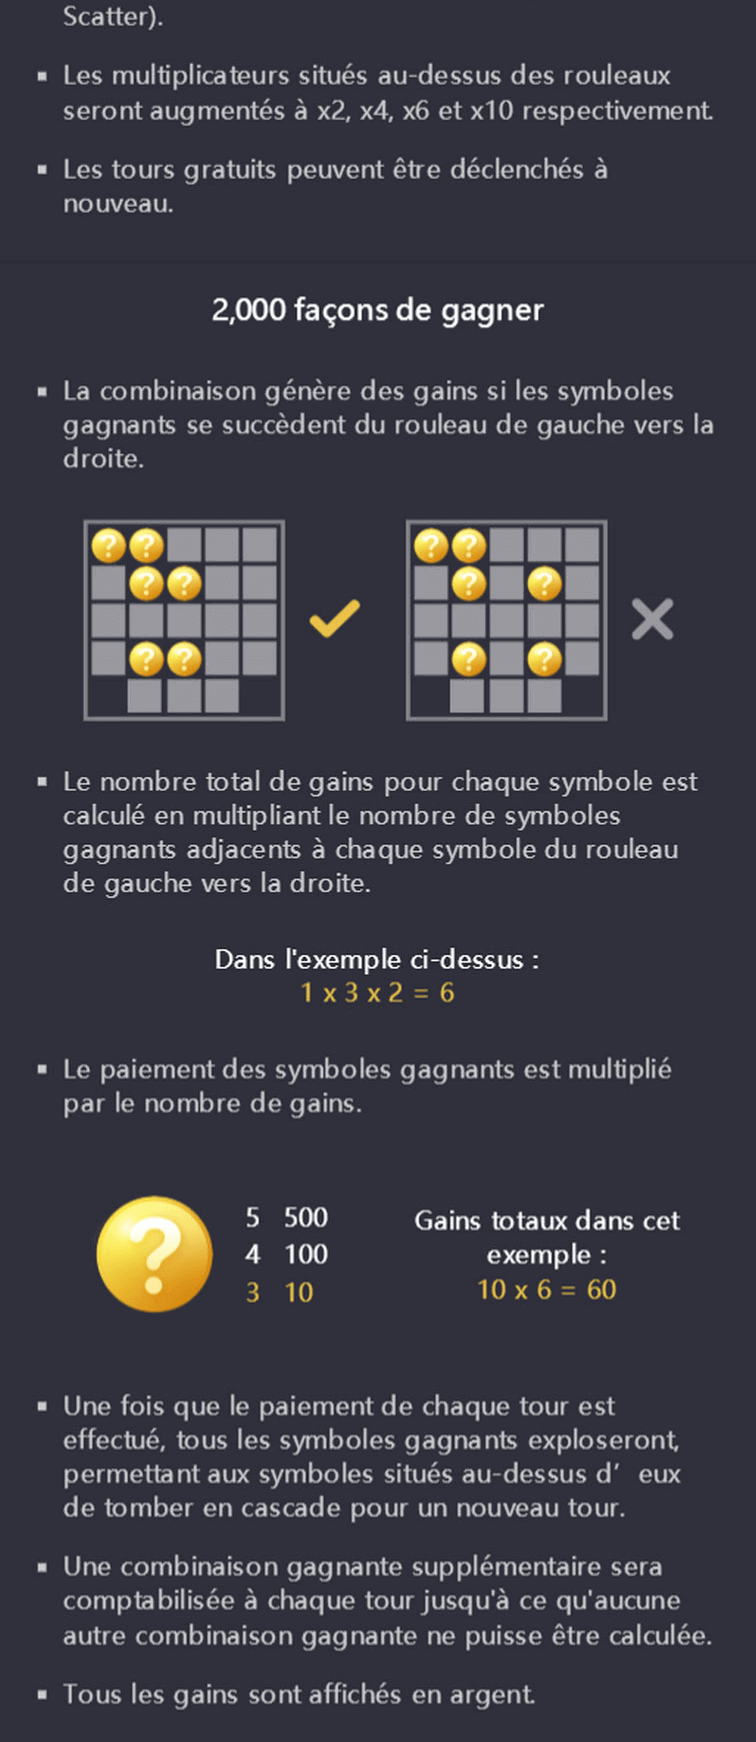 Scatter).
▪ Les multiplicateurs situés au-dessus des rouleaux
seront augmentés à x2, x4, x6 et x10 respectivement.
▪ Les tours gratuits peuvent être déclenchés à
nouveau.
2,000 façons de gagner
▪ La combinaison génère des gains si les symboles
gagnants se succèdent du rouleau de gauche vers la
droite.
▪ Le nombre total de gains pour chaque symbole est
calculé en multipliant le nombre de symboles
gagnants adjacents à chaque symbole du rouleau
de gauche vers la droite.
Dans l'exemple ci-dessus :
1 x 3 x 2 = 6
▪ Le paiement des symboles gagnants est multiplié
par le nombre de gains.
5 500
4 100
3 10
Gains totaux dans cet
exemple :
10 x 6 = 60
▪ Une fois que le paiement de chaque tour est
effectué, tous les symboles gagnants exploseront,
permettant aux symboles situés au-dessus d’ eux
de tomber en cascade pour un nouveau tour.
▪ Une combinaison gagnante supplémentaire sera
comptabilisée à chaque tour jusqu'à ce qu'aucune
autre combinaison gagnante ne puisse être calculée.
▪ Tous les gains sont affichés en argent.